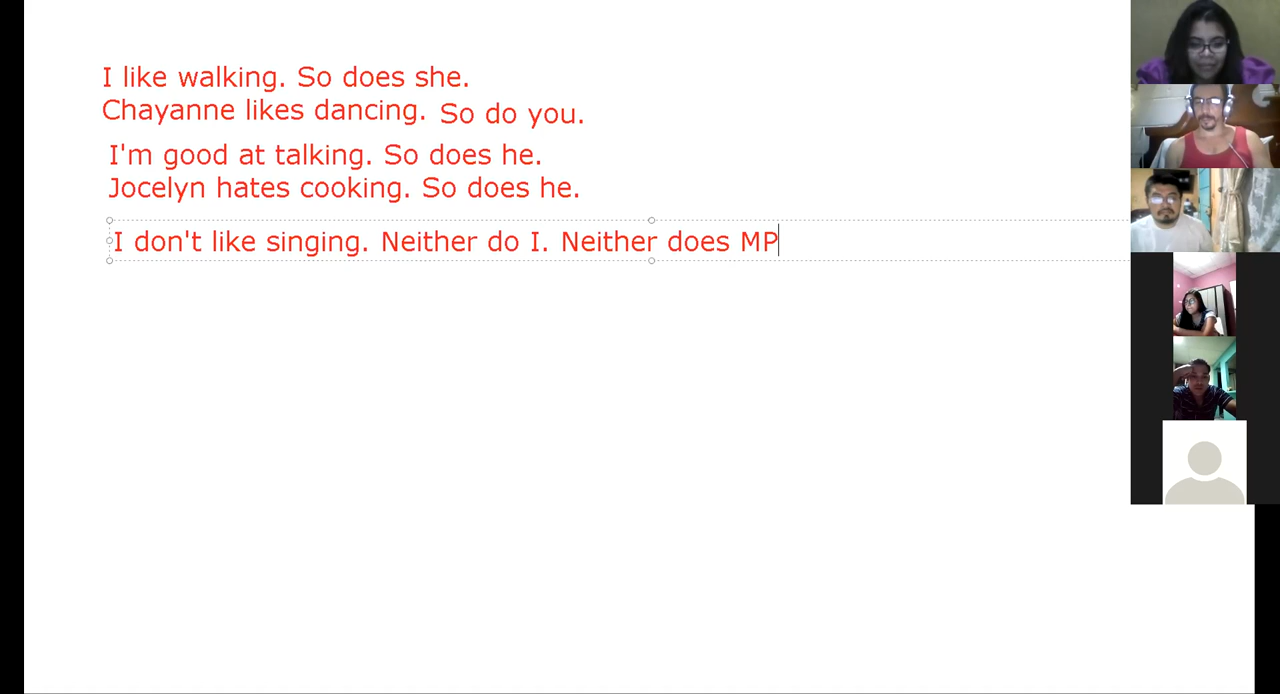 I like walking. So does she.
Chayanne likes dancing. So do you.
I'm good at talking. So does he.
Jocelyn hates cooking. So does he.
I don't like singing. Neither do I. Neither does MP